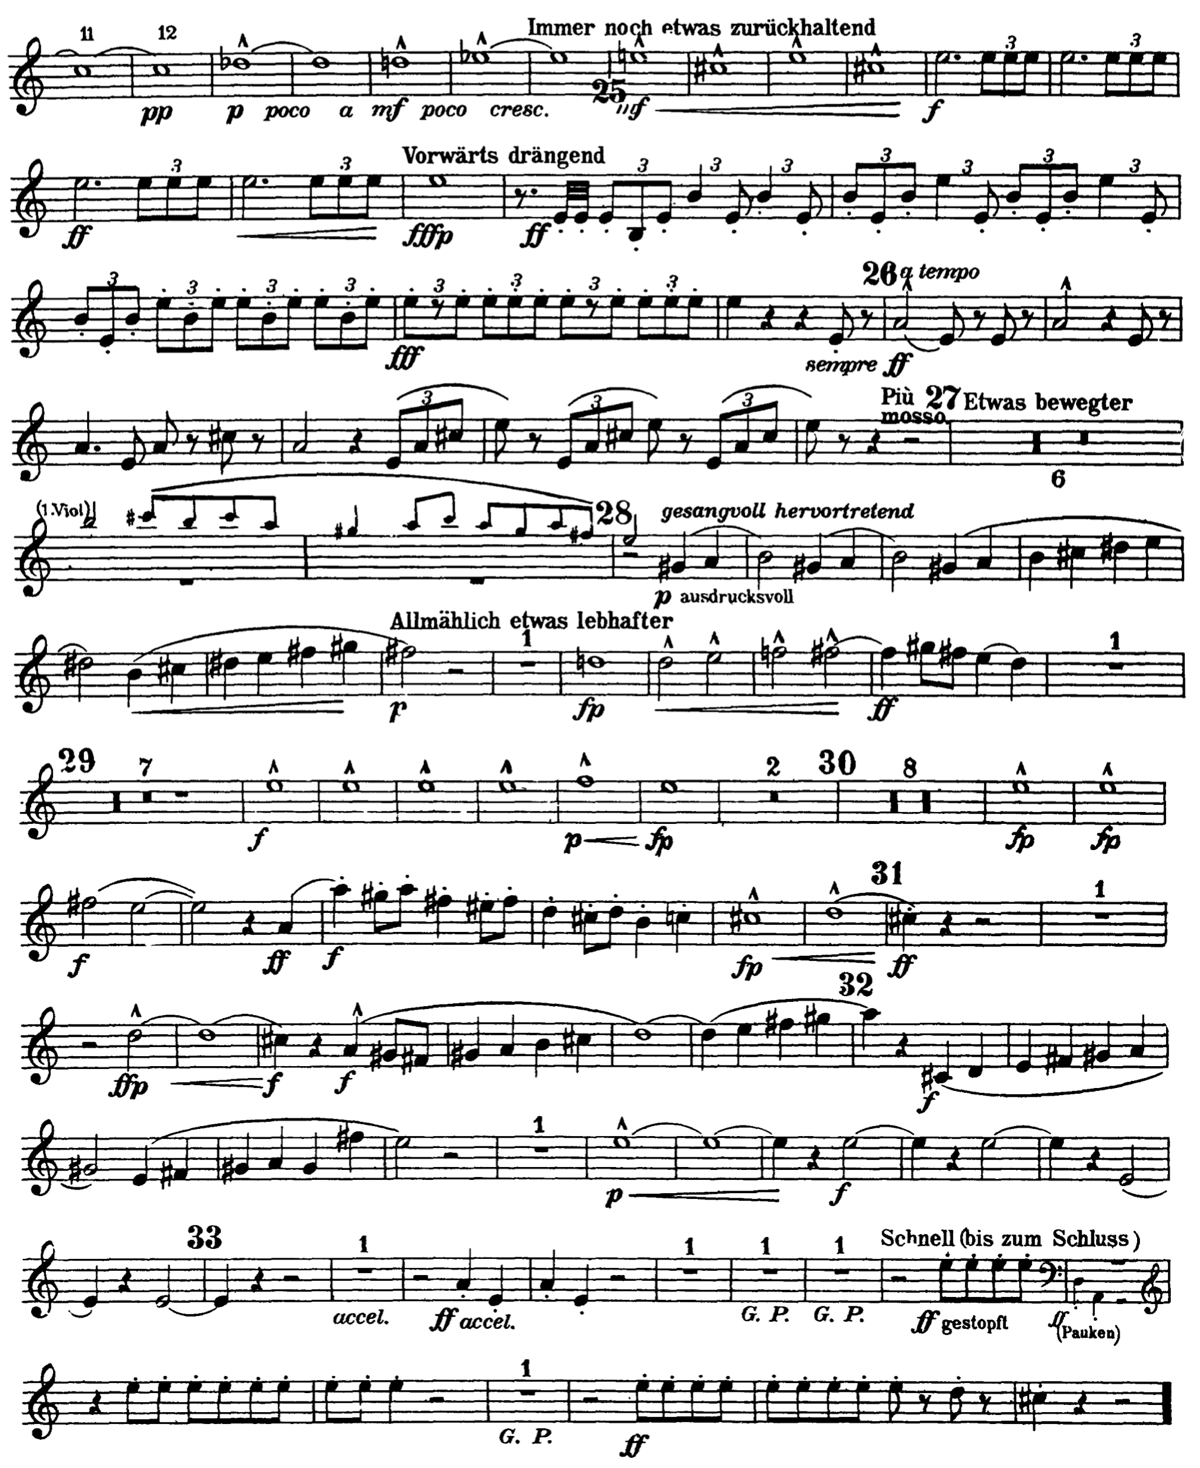 11 12 Immer noch etwas zurückhaltend
25
pp p poco a mf poco cresc. mf f
3 3
Vorwärts drängend
3 3 3 3 3 3 3 3 3
ff fffp ff
26 a tempo
3 3 3 3 3 3 3 3
fff sempre ff
Più mosso 27 Etwas bewegter
3 3 3
6
(1.Viol) 28 gesangvoll hervortretend
p ausdrucksvoll
Allmählich etwas lebhafter
1 1
p fp ff
29 7 2 30 8
f p fp fp fp
31 1
f ff f fp ff
32
ffp f f f
1
p f
33 1 1 1 1 Schnell (bis zum Schluss)
accel. ff accel. G. P. G. P. ff gestopft ff (Pauken)
1
G. P. ff